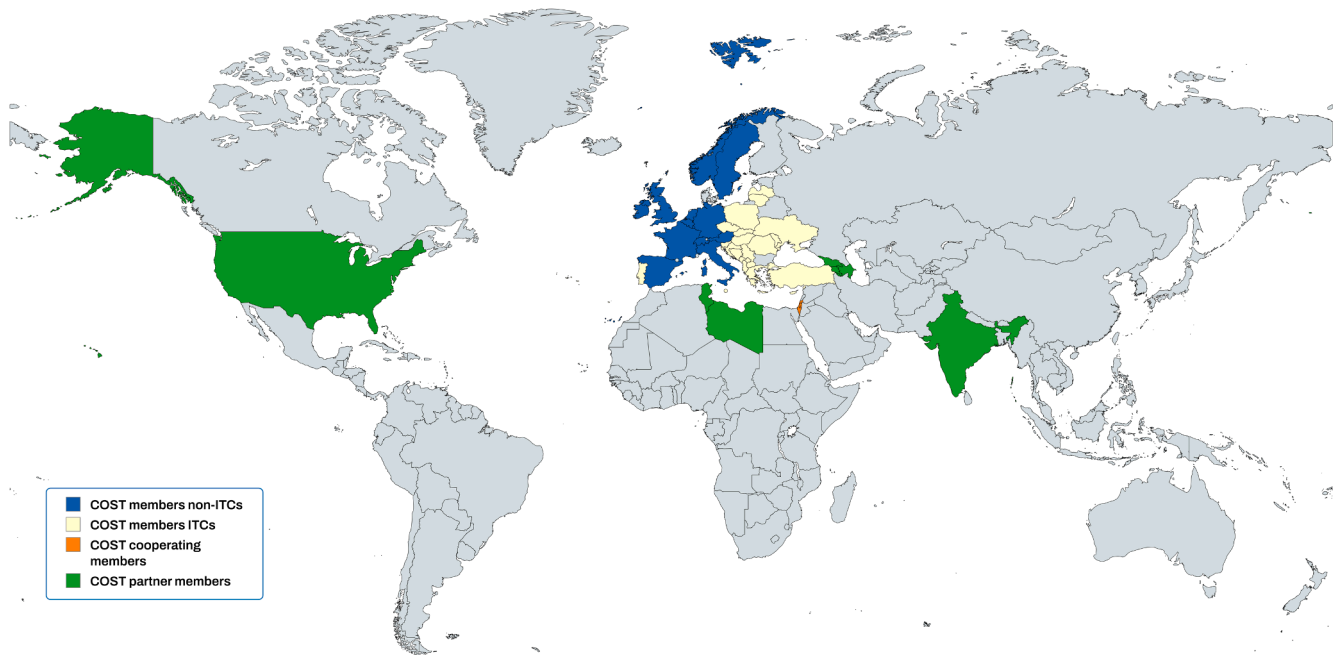 COST members non-ITCs
COST members ITCs
COST cooperating
members
COST partner members